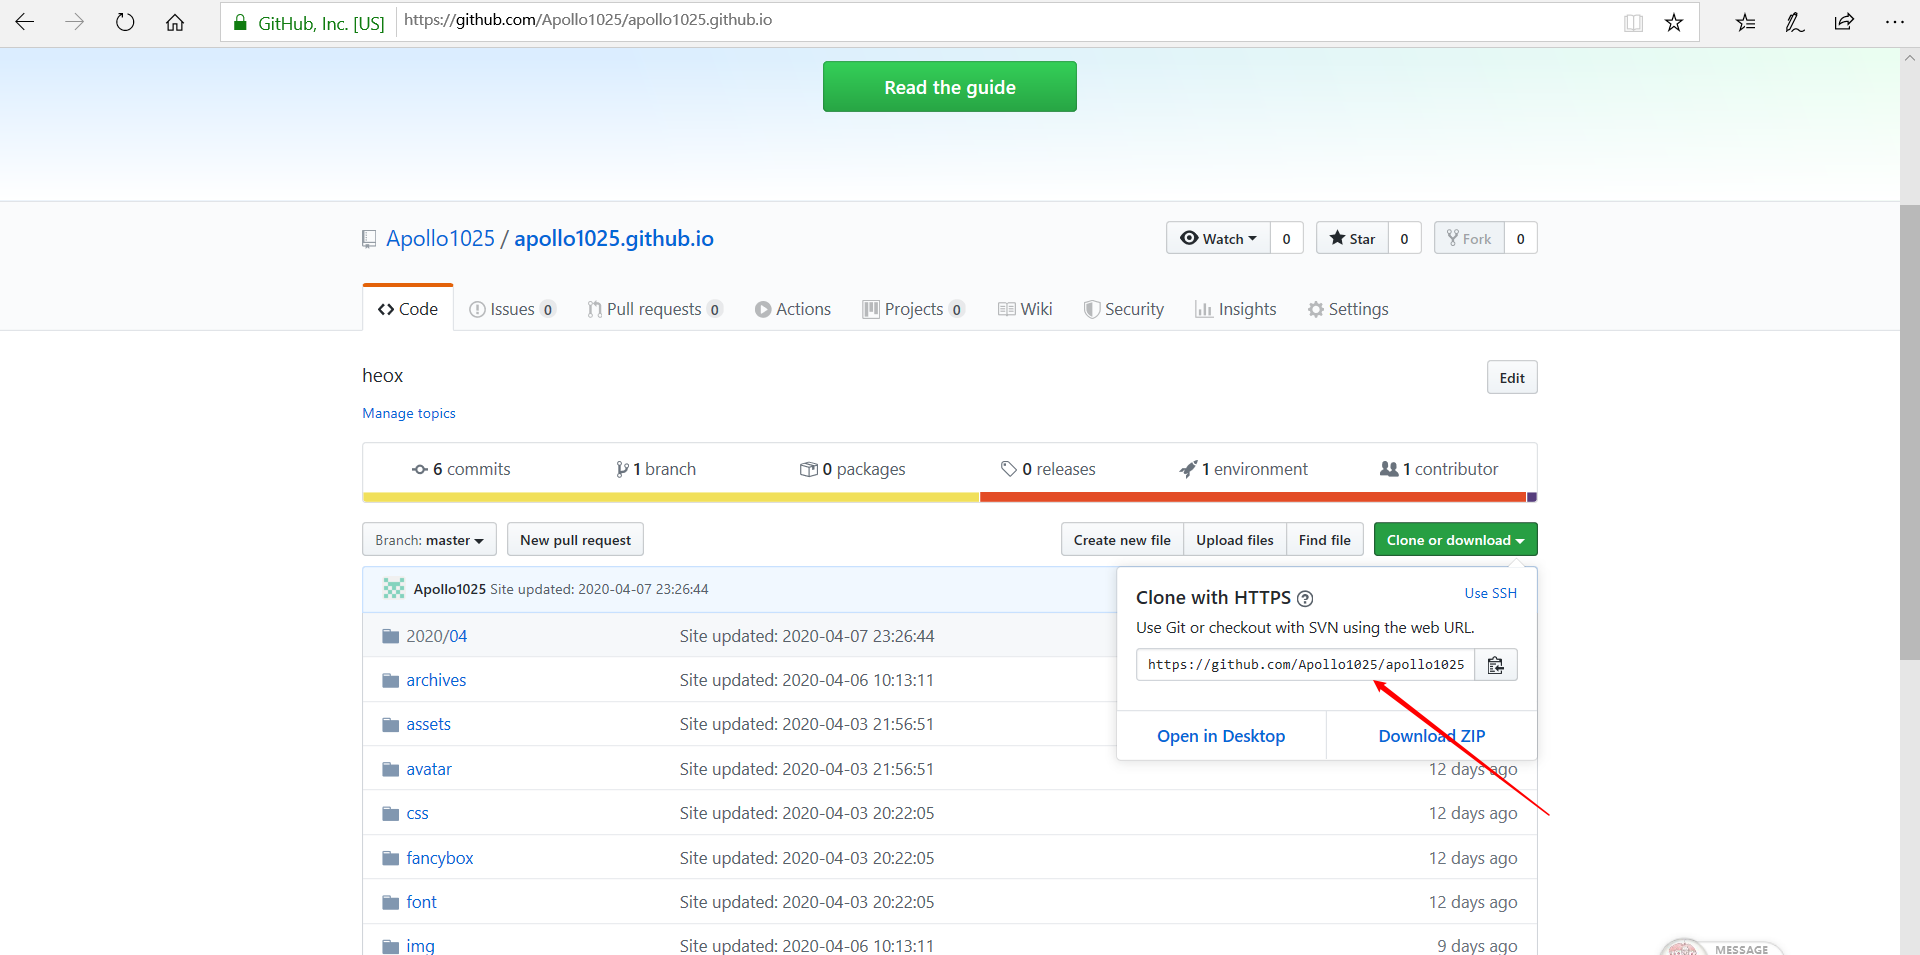 GitHub, Inc. [US] https://github.com/Apollo1025/apollo1025.github.io
Read the guide
Apollo1025 / apollo1025.github.io Watch 0 Star 0 Fork 0
Code Issues 0 Pull requests 0 Actions Projects 0 Wiki Security Insights Settings
heox Edit
Manage topics
6 commits 1 branch 0 packages 0 releases 1 environment 1 contributor
Branch: master New pull request Create new file Upload files Find file Clone or download
Apollo1025 Site updated: 2020-04-07 23:26:44
Clone with HTTPS ? Use SSH
Use Git or checkout with SVN using the web URL.
https://github.com/Apollo1025/apollo1025
Open in Desktop Download ZIP
2020/04 Site updated: 2020-04-07 23:26:44
archives Site updated: 2020-04-06 10:13:11
assets Site updated: 2020-04-03 21:56:51
avatar Site updated: 2020-04-03 21:56:51 12 days ago
css Site updated: 2020-04-03 20:22:05 12 days ago
fancybox Site updated: 2020-04-03 20:22:05 12 days ago
font Site updated: 2020-04-03 20:22:05 12 days ago
img Site updated: 2020-04-06 10:13:11 9 days ago
MESSAGE